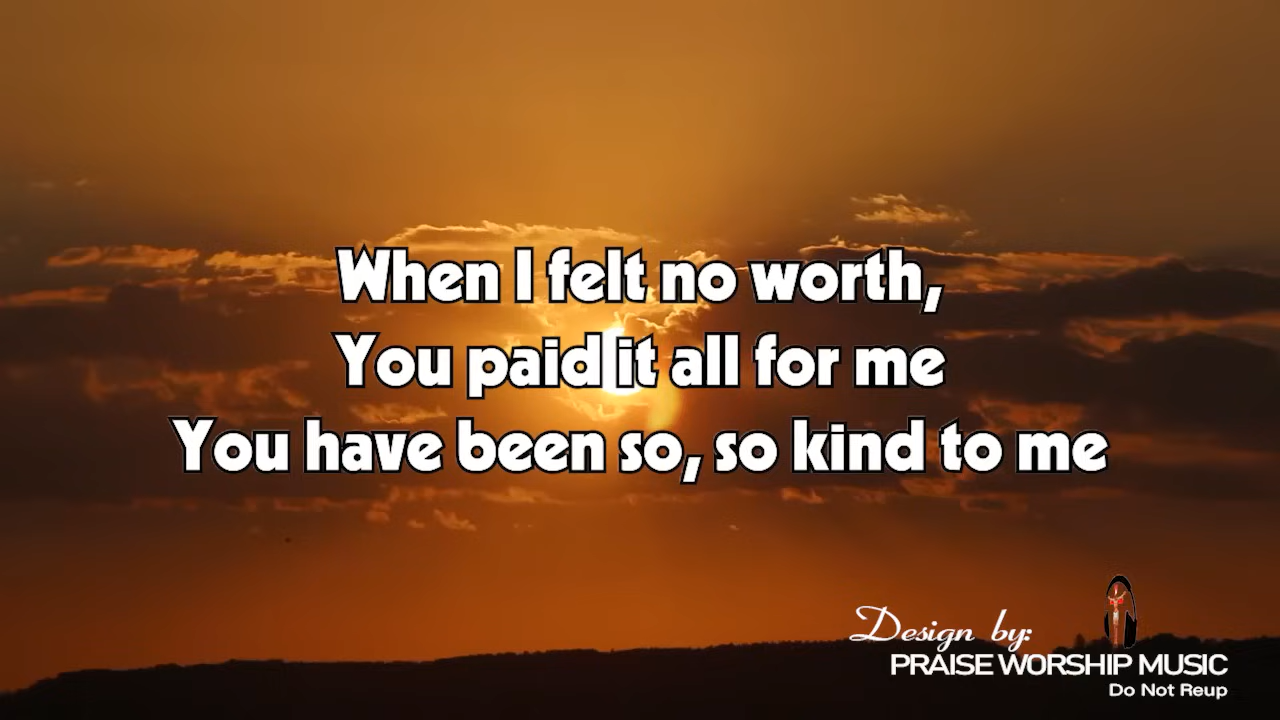 When I felt no worth,
You paid it all for me
You have been so, so kind to me
Design by:
PRAISE WORSHIP MUSIC
Do Not Reup